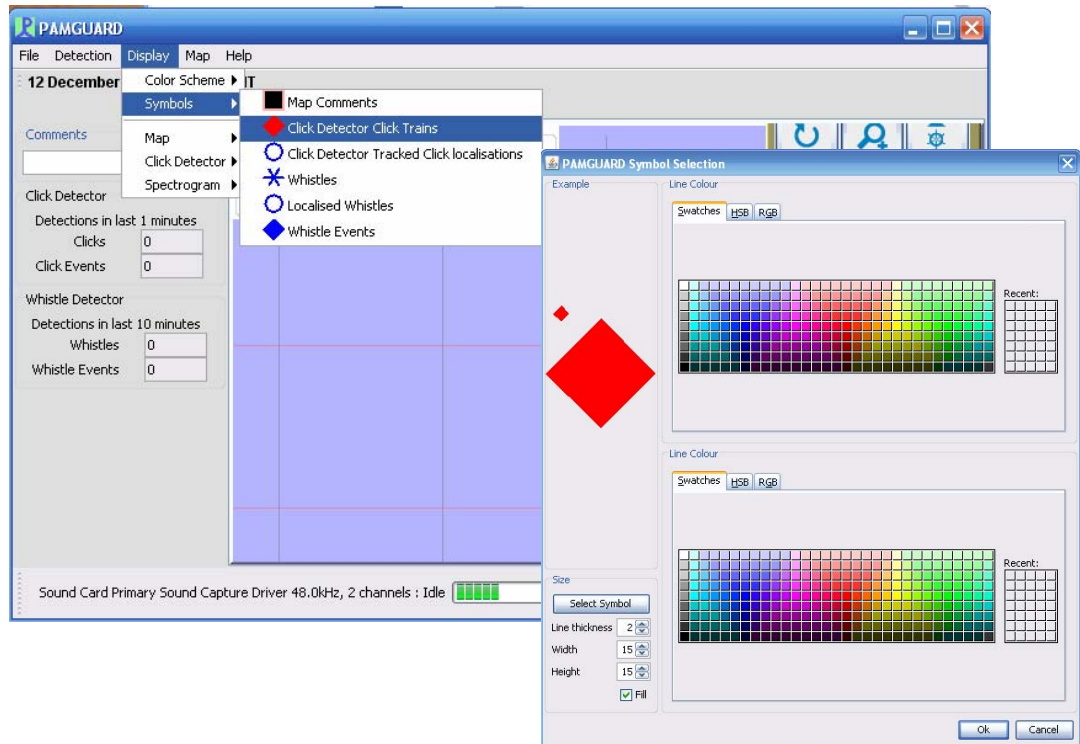 PAMGUARD
File Detection Display Map Help
12 December
IT
Color Scheme
Symbols
Map
Click Detector
Spectrogram
Map Comments
Click Detector Click Trains
Click Detector Tracked Click localisations
Whistles
Localised Whistles
Whistle Events
Comments
Click Detector
Detections in last 1 minutes
Clicks 0
Click Events 0
Whistle Detector
Detections in last 10 minutes
Whistles 0
Whistle Events 0
Sound Card Primary Sound Capture Driver 48.0kHz, 2 channels : Idle
PAMGUARD Symbol Selection
Example
Line Colour
Swatches HSB RGB
Recent:
Line Colour
Swatches HSB RGB
Recent:
Size
Select Symbol
Line thickness 2
Width 15
Height 15
Fill
Ok Cancel